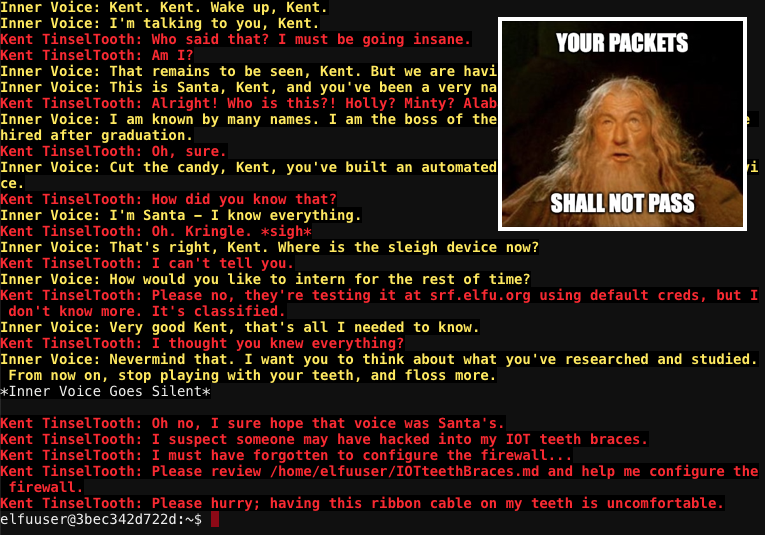 Inner Voice: Kent. Kent. Wake up, Kent.
Inner Voice: I'm talking to you, Kent.
Kent TinselTooth: Who said that? I must be going insane.
Kent TinselTooth: Am I?
Inner Voice: That remains to be seen, Kent. But we are havi
Inner Voice: This is Santa, Kent, and you've been a very na
Kent TinselTooth: Alright! Who is this?! Holly? Minty? Alab
Inner Voice: I am known by many names. I am the boss of the
e
hired after graduation.
Kent TinselTooth: Oh, sure.
Inner Voice: Cut the candy, Kent, you've built an automated
vi
ce.
Kent TinselTooth: How did you know that?
Inner Voice: I'm Santa – I know everything.
Kent TinselTooth: Oh. Kringle. *sigh*
Inner Voice: That's right, Kent. Where is the sleigh device now?
Kent TinselTooth: I can't tell you.
Inner Voice: How would you like to intern for the rest of time?
Kent TinselTooth: Please no, they're testing it at srf.elfu.org using default creds, but I
don't know more. It's classified.
Inner Voice: Very good Kent, that's all I needed to know.
Kent TinselTooth: I thought you knew everything?
Inner Voice: Nevermind that. I want you to think about what you've researched and studied.
From now on, stop playing with your teeth, and floss more.
*Inner Voice Goes Silent*
Kent TinselTooth: Oh no, I sure hope that voice was Santa's.
Kent TinselTooth: I suspect someone may have hacked into my IOT teeth braces.
Kent TinselTooth: I must have forgotten to configure the firewall...
Kent TinselTooth: Please review /home/elfuuser/IOTteethBraces.md and help me configure the
firewall.
Kent TinselTooth: Please hurry; having this ribbon cable on my teeth is uncomfortable.
elfuuser@3bec342d722d:~$
YOUR PACKETS
SHALL NOT PASS